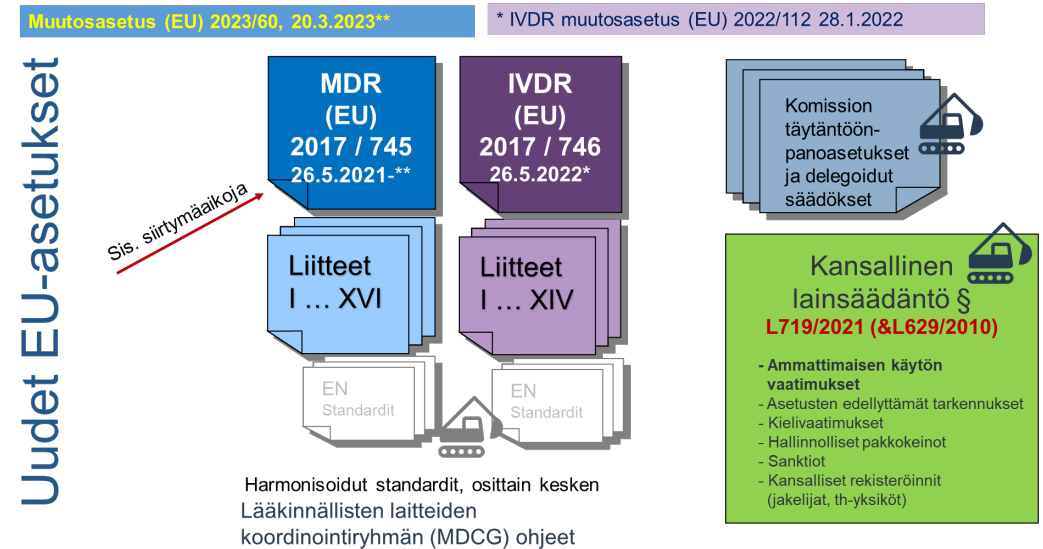 Muutosasetus (EU) 2023/60, 20.3.2023**
* IVDR muutosasetus (EU) 2022/112 28.1.2022
Uudet EU-asetukset
Sis. siirtymäaikoja
MDR
(EU)
2017 / 745
26.5.2021-**
IVDR
(EU)
2017 / 746
26.5.2022*
Liitteet
I … XVI
Liitteet
I … XIV
EN
Standardit
EN
Standardit
Harmonisoidut standardit, osittain kesken
Lääkinnällisten laitteiden
koordinointiryhmän (MDCG) ohjeet
Komission
täytäntöön-
panoasetukset
ja delegoidut
säädökset
Kansallinen
lainsäädäntö §
L719/2021 (&L629/2010)
- Ammattimaisen käytön
vaatimukset
- Asetusten edellyttämät tarkennukset
- Kielivaatimukset
- Hallinnolliset pakkokeinot
- Sanktiot
- Kansalliset rekisteröinnit
(jakelijat, th-yksiköt)